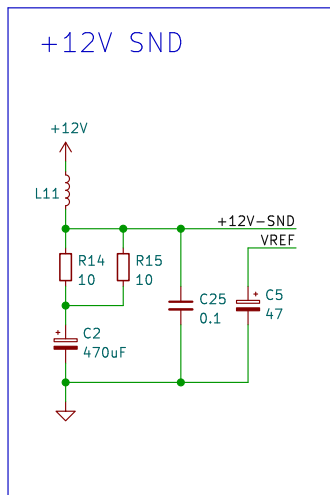 +12V SND
+12V
L11
+12V-SND
VREF
R14
10
R15
10
C25
0.1
+
C5
47
+
C2
470uF